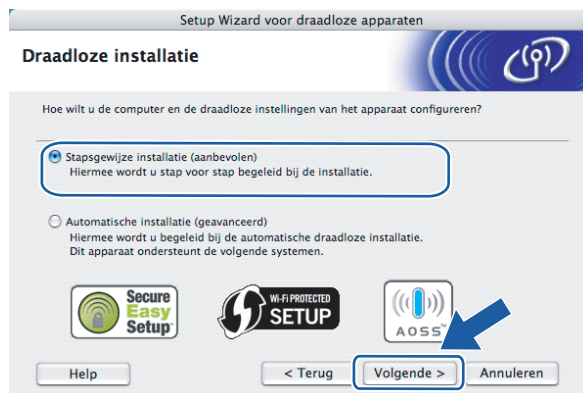 Setup Wizard voor draadloze apparaten
Draadloze installatie
Hoe wilt u de computer en de draadloze instellingen van het apparaat configureren?
Stapsgewijze installatie (aanbevolen)
Hiermee wordt u stap voor stap begeleid bij de installatie.
Automatische installatie (geavanceerd)
Hiermee wordt u begeleid bij de automatische draadloze installatie.
Dit apparaat ondersteunt de volgende systemen.
Secure
Easy
Setup™
Wi-Fi PROTECTED
SETUP
AOSS™
Help
< Terug
Volgende >
Annuleren